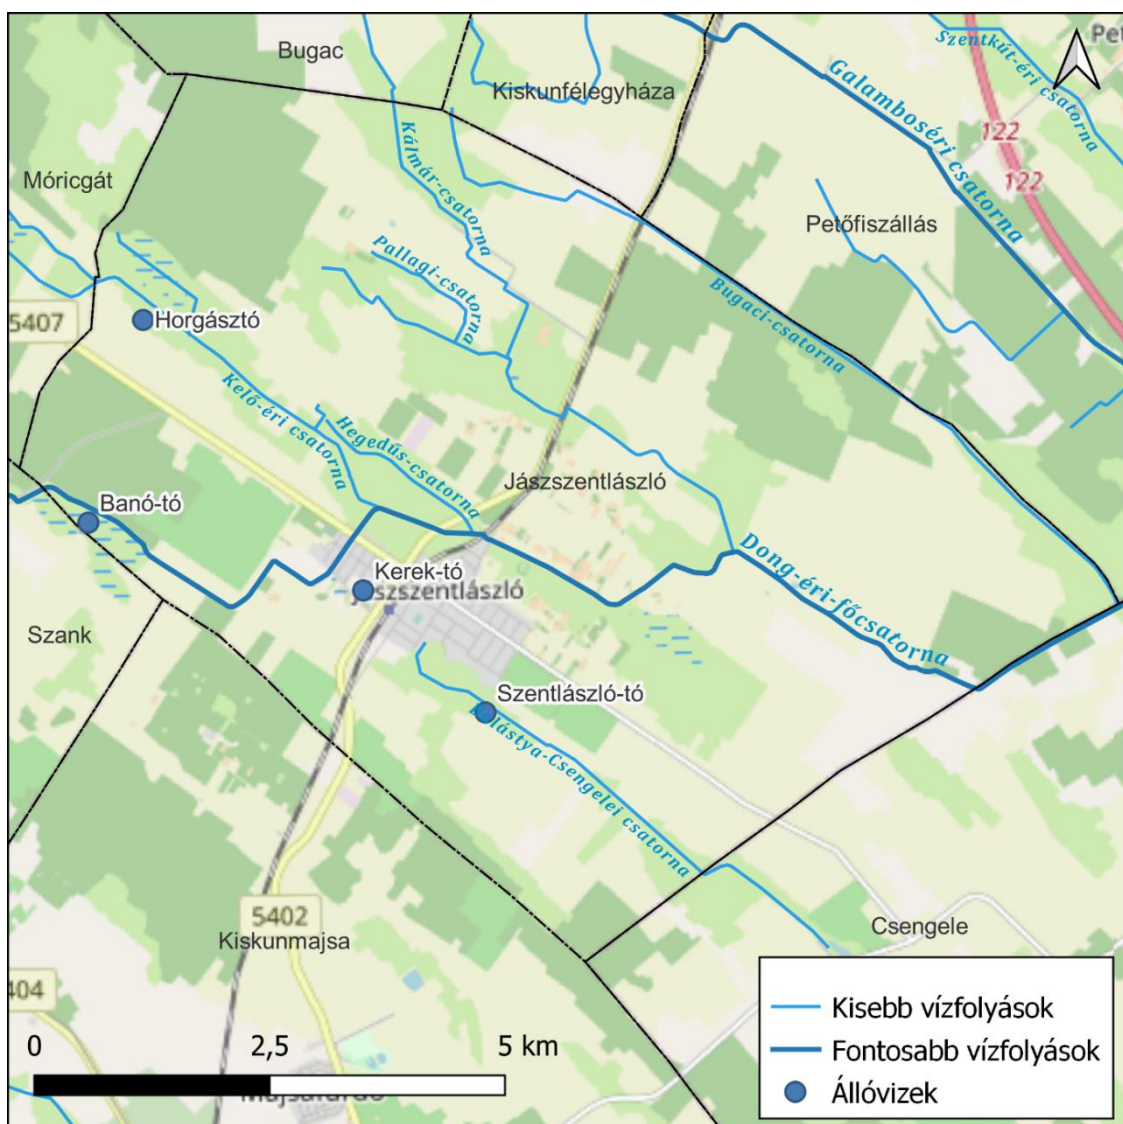 Bugac
Pet
Szentkút-éri csatorna
Kiskunfélegyháza
Galamboséri csatorna
122
122
Kálmár-csatorna
Móricgát
Petőfiszállás
Pallagi-csatorna
Bugaci-csatorna
5407
Horgásztó
Kelő-éri csatorna
Hegedűs-csatorna
Jászszentlászló
Banó-tó
Dong-éri-főcsatorna
Kerek-tó
Jászszentlászló
Szank
Szentlászló-tó
Kolástya-Csengelei csatorna
5402
Csengele
Kiskunmajsa
404
0 2,5 5 km
Kisebb vízfolyások
Fontosabb vízfolyások
Állóvizek